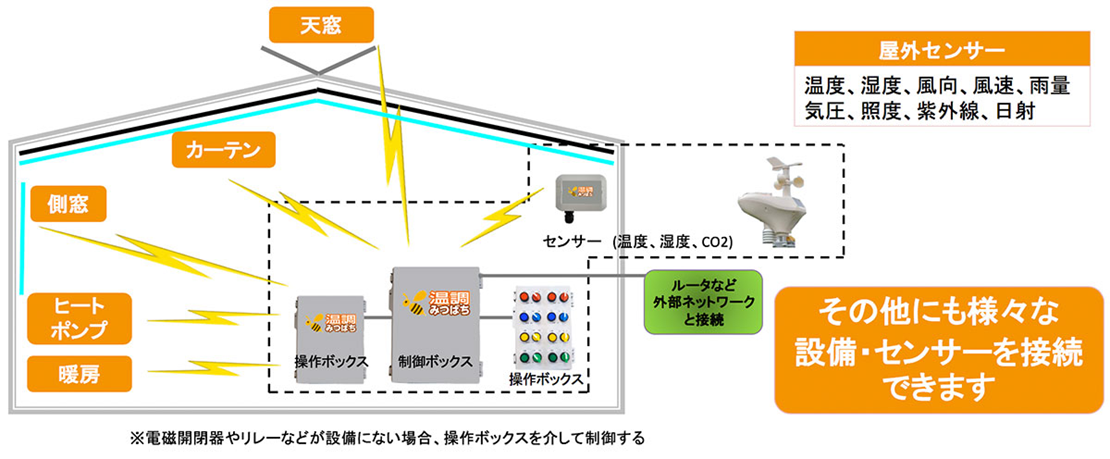 天窓
屋外センサー
温度、湿度、風向、風速、雨量
気圧、照度、紫外線、日射
カーテン
側窓
温調
みつばち
センサー (温度、湿度、CO2)
ヒート
ポンプ
暖房
温調
みつばち
操作ボックス
温調
みつばち
制御ボックス
操作ボックス
ルータなど
外部ネットワーク
と接続
その他にも様々な
設備・センサーを接続
できます
※電磁開閉器やリレーなどが設備にない場合、操作ボックスを介して制御する